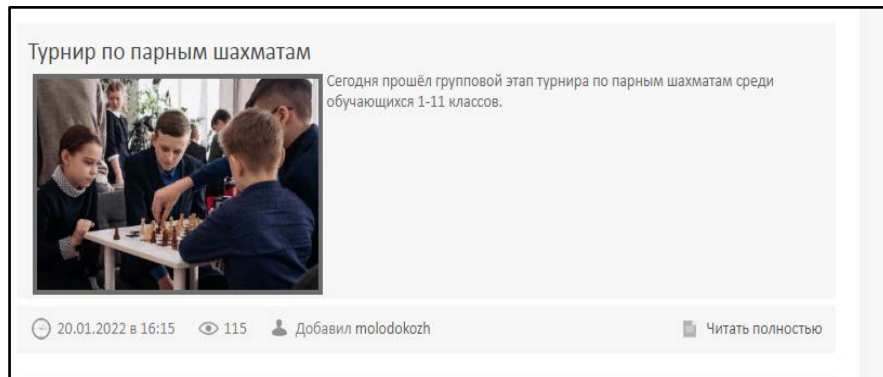 Турнир по парным шахматам
Сегодня прошёл групповой этап турнира по парным шахматам среди
обучающихся 1-11 классов.
20.01.2022 в 16:15 115 Добавил molodokozh Читать полностью